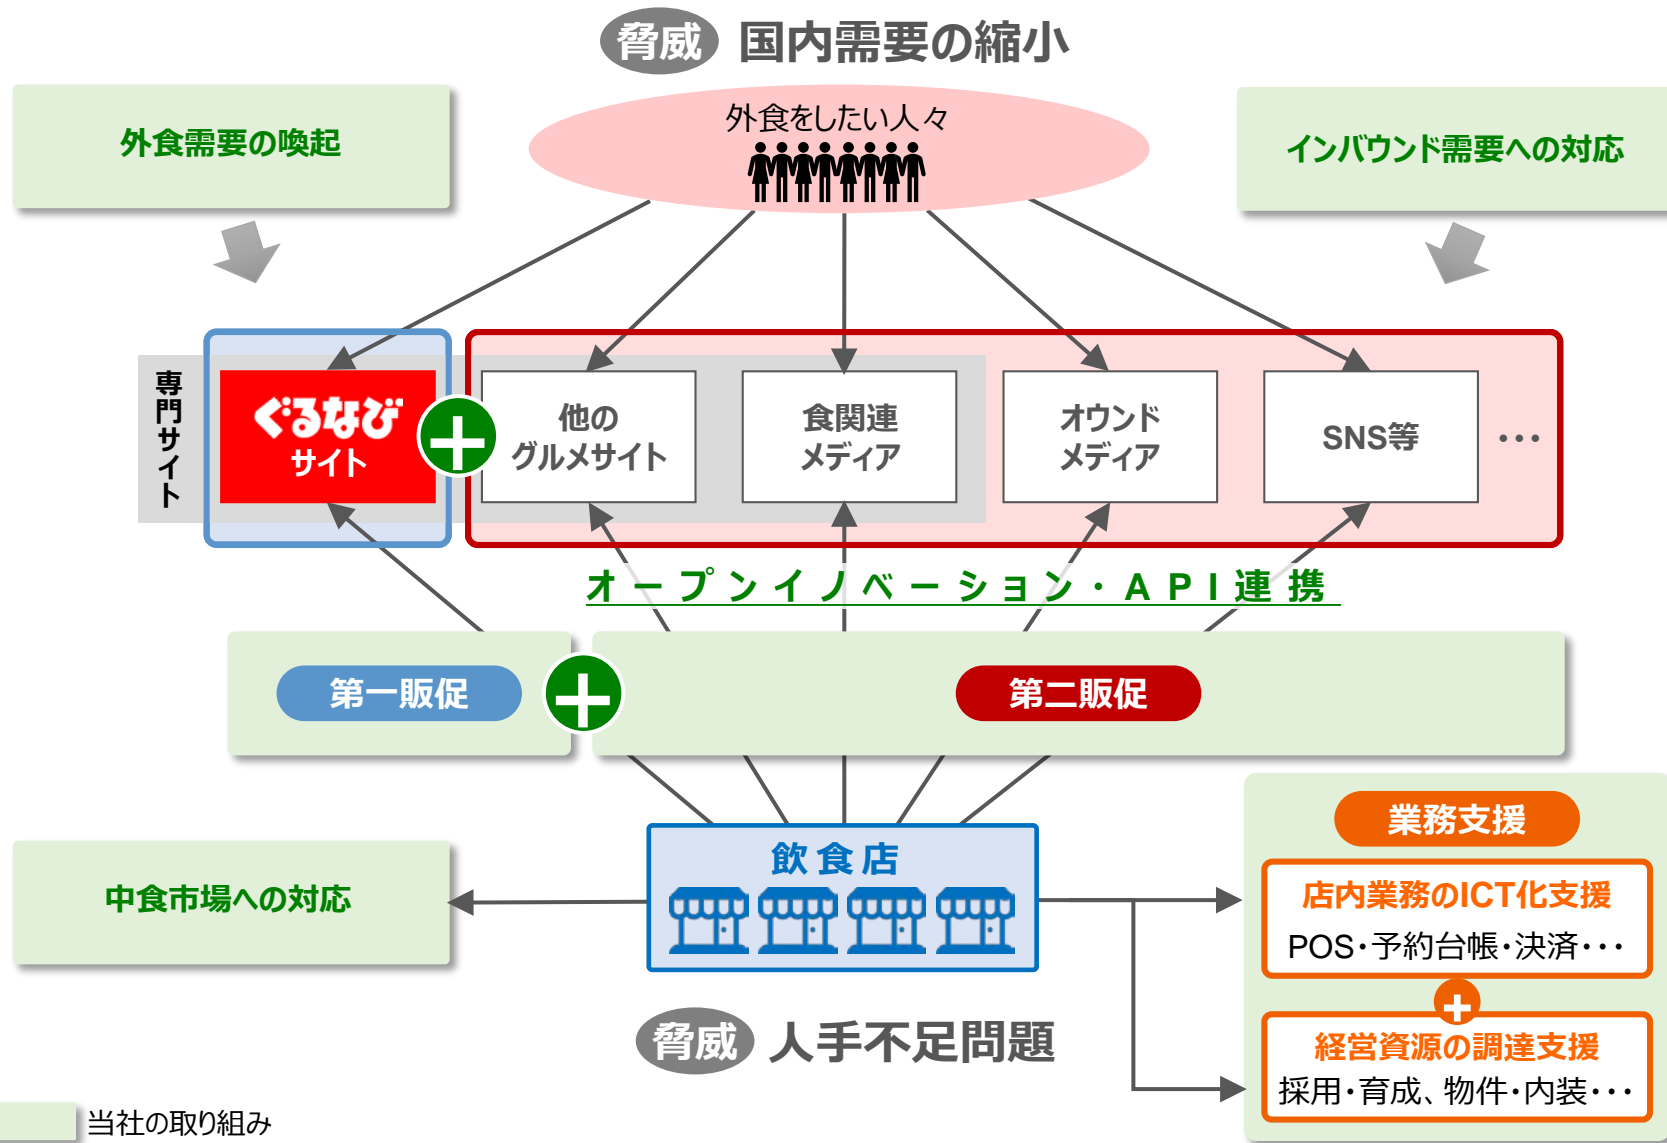 脅威 国内需要の縮小
外食需要の喚起
外食をしたい人々
インバウンド需要への対応
専門サイト
ぐるなび
サイト
他の
グルメサイト
食関連
メディア
オウンド
メディア
SNS等
･･･
オープンイノベーション・API連携
第一販促
第二販促
業務支援
飲食店
店内業務のICT化支援
POS・予約台帳・決済・・・
中食市場への対応
経営資源の調達支援
採用・育成、物件・内装・・・
脅威 人手不足問題
当社の取り組み